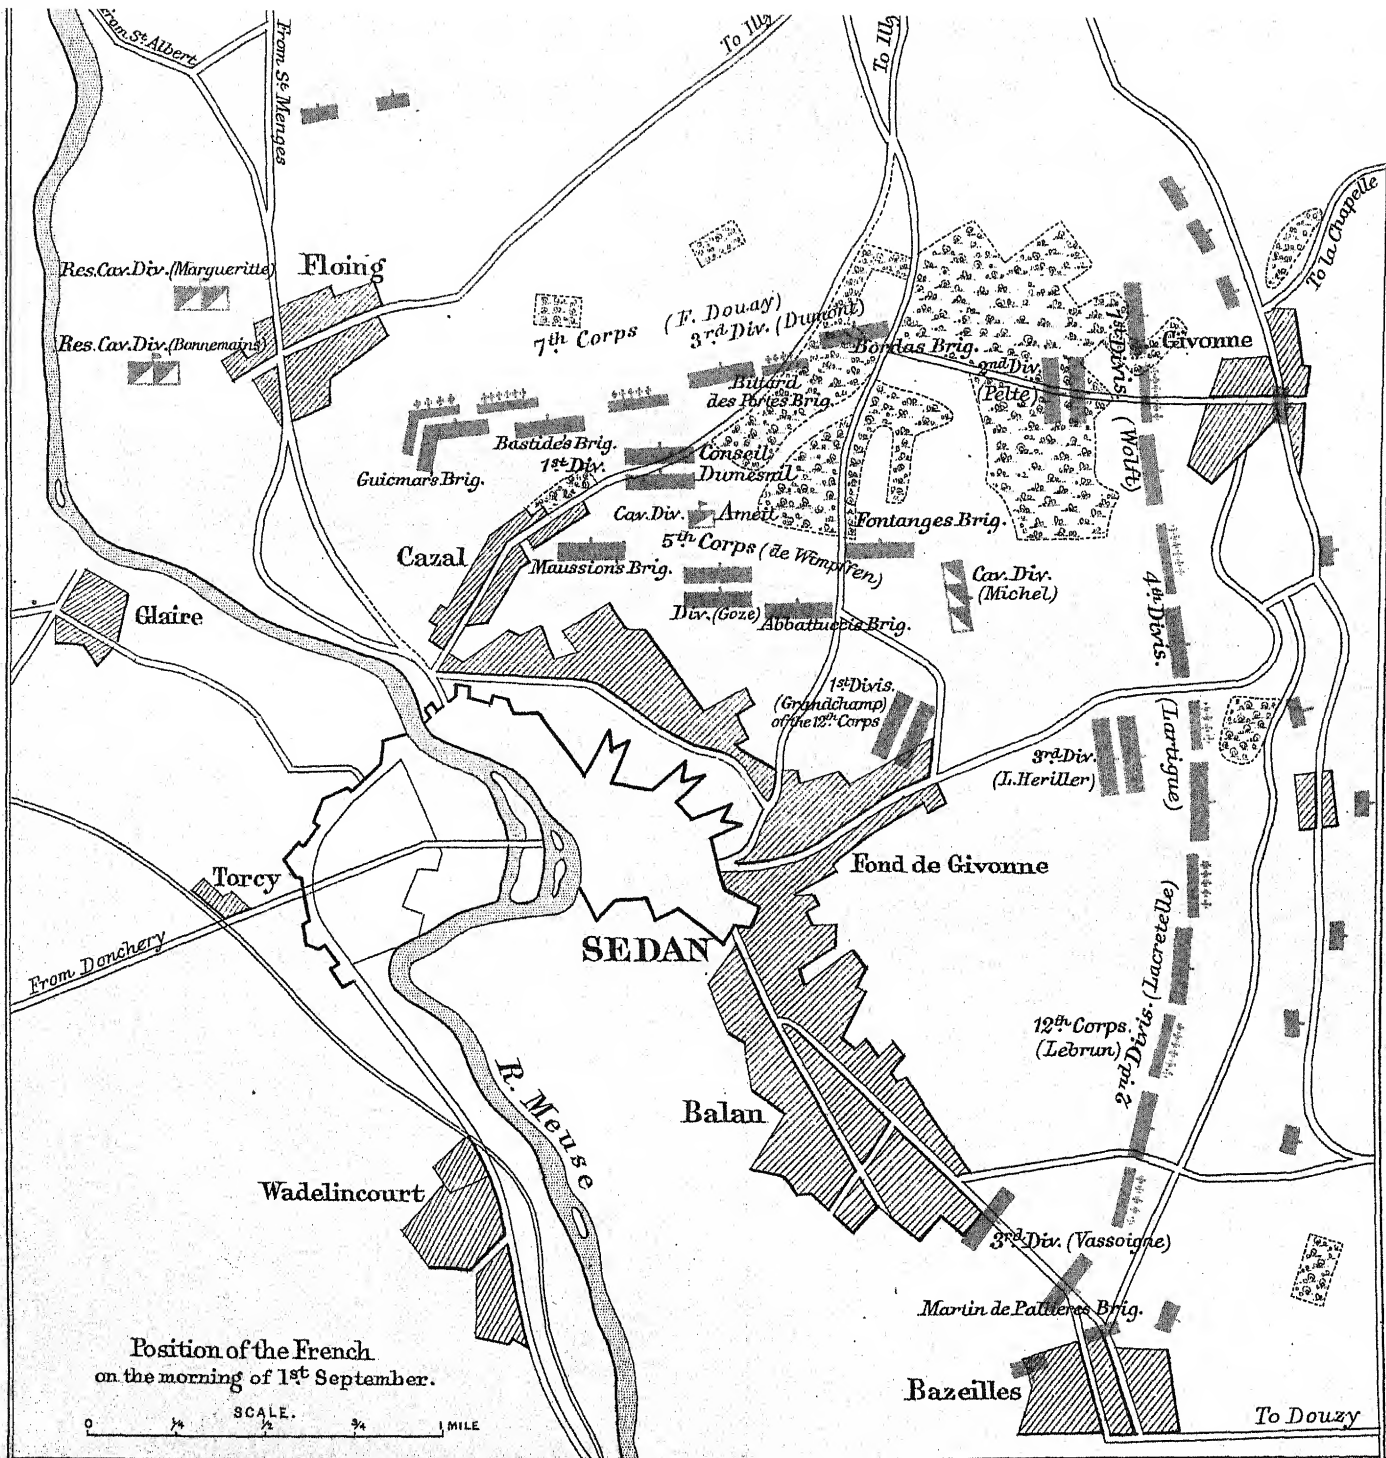 From St Albert
From St Menges
To Illy
To Illy
To la Chapelle
Res. Cav. Div. (Margueritte)
Floing
Res. Cav. Div. (Bonnemains)
7th Corps (F. Douay)
3rd Div. (Dumont)
Bordas Brig.
1st Divis. (Wolff)
Givonne
2nd Div.
(Pelte)
Bittard
des Portes Brig.
Bastide's Brig.
1st Div.
Guicmar's Brig.
Conseil
Dumesnil
Cav. Div. Ameil
Fontanges Brig.
5th Corps (de Wimpffen)
Cazal
Maussion's Brig.
Cav. Div.
(Michel)
4th Divis.
(Lartigue)
Glaire
Div. (Goze)
Abbattucci's Brig.
1st Divis.
(Grandchamp)
of the 12th Corps
3rd Div.
(L. Heriller)
Torcy
Fond de Givonne
From Donchery
SEDAN
2nd Divis. (Lacretelle)
12th Corps.
(Lebrun)
R. Meuse
Balan
Wadelincourt
3rd Div. (Vassoigne)
Martin de Pallieres Brig.
Bazeilles
To Douzy
Position of the French
on the morning of 1st September.
SCALE.
0 1/4 1/2 3/4 1 MILE